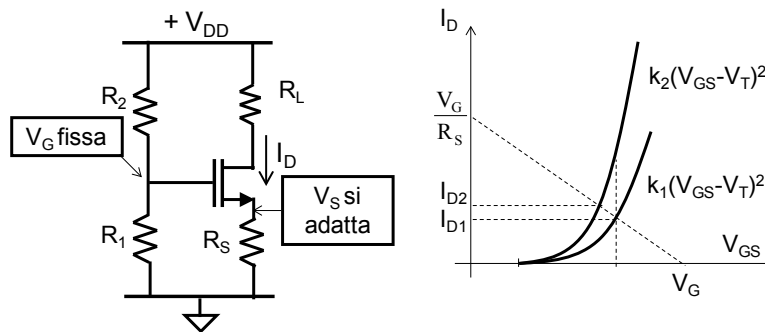 + V_DD
R_2
R_L
V_G fissa
I_D
V_S si
adatta
R_1
R_S
I_D
k_2(V_GS-V_T)^2
V_G
R_S
k_1(V_GS-V_T)^2
I_D2
I_D1
V_GS
V_G